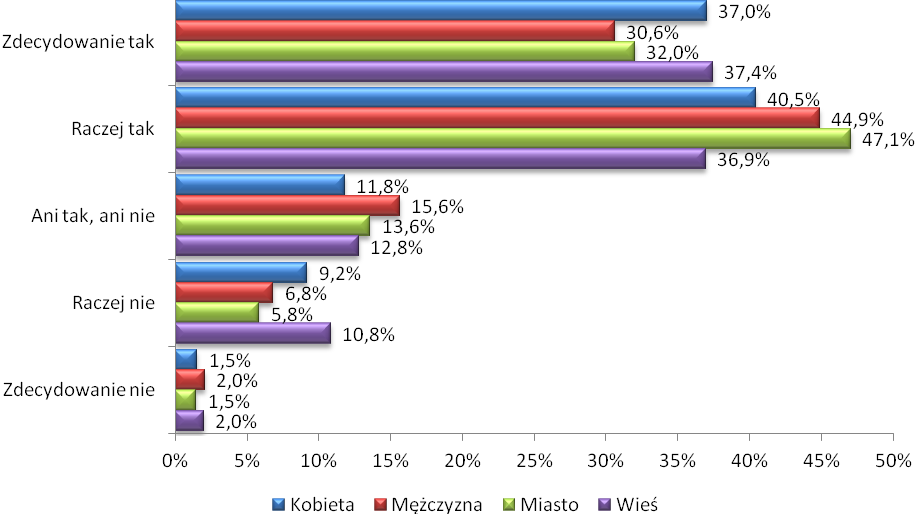 37,0%
Zdecydowanie tak
30,6%
32,0%
37,4%
40,5%
Raczej tak
44,9%
47,1%
36,9%
11,8%
Ani tak, ani nie
15,6%
13,6%
12,8%
9,2%
Raczej nie
6,8%
5,8%
10,8%
1,5%
Zdecydowanie nie
2,0%
1,5%
2,0%
0% 5% 10% 15% 20% 25% 30% 35% 40% 45% 50%
Kobieta Mężczyzna Miasto Wieś